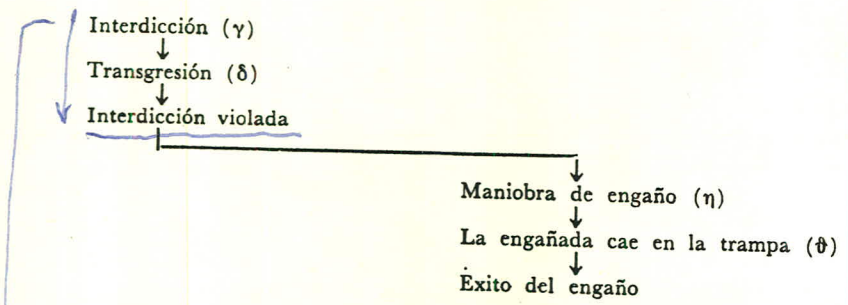 Interdicción (γ)
Transgresión (δ)
Interdicción violada
Maniobra de engaño (η)
La engañada cae en la trampa (ϑ)
Éxito del engaño